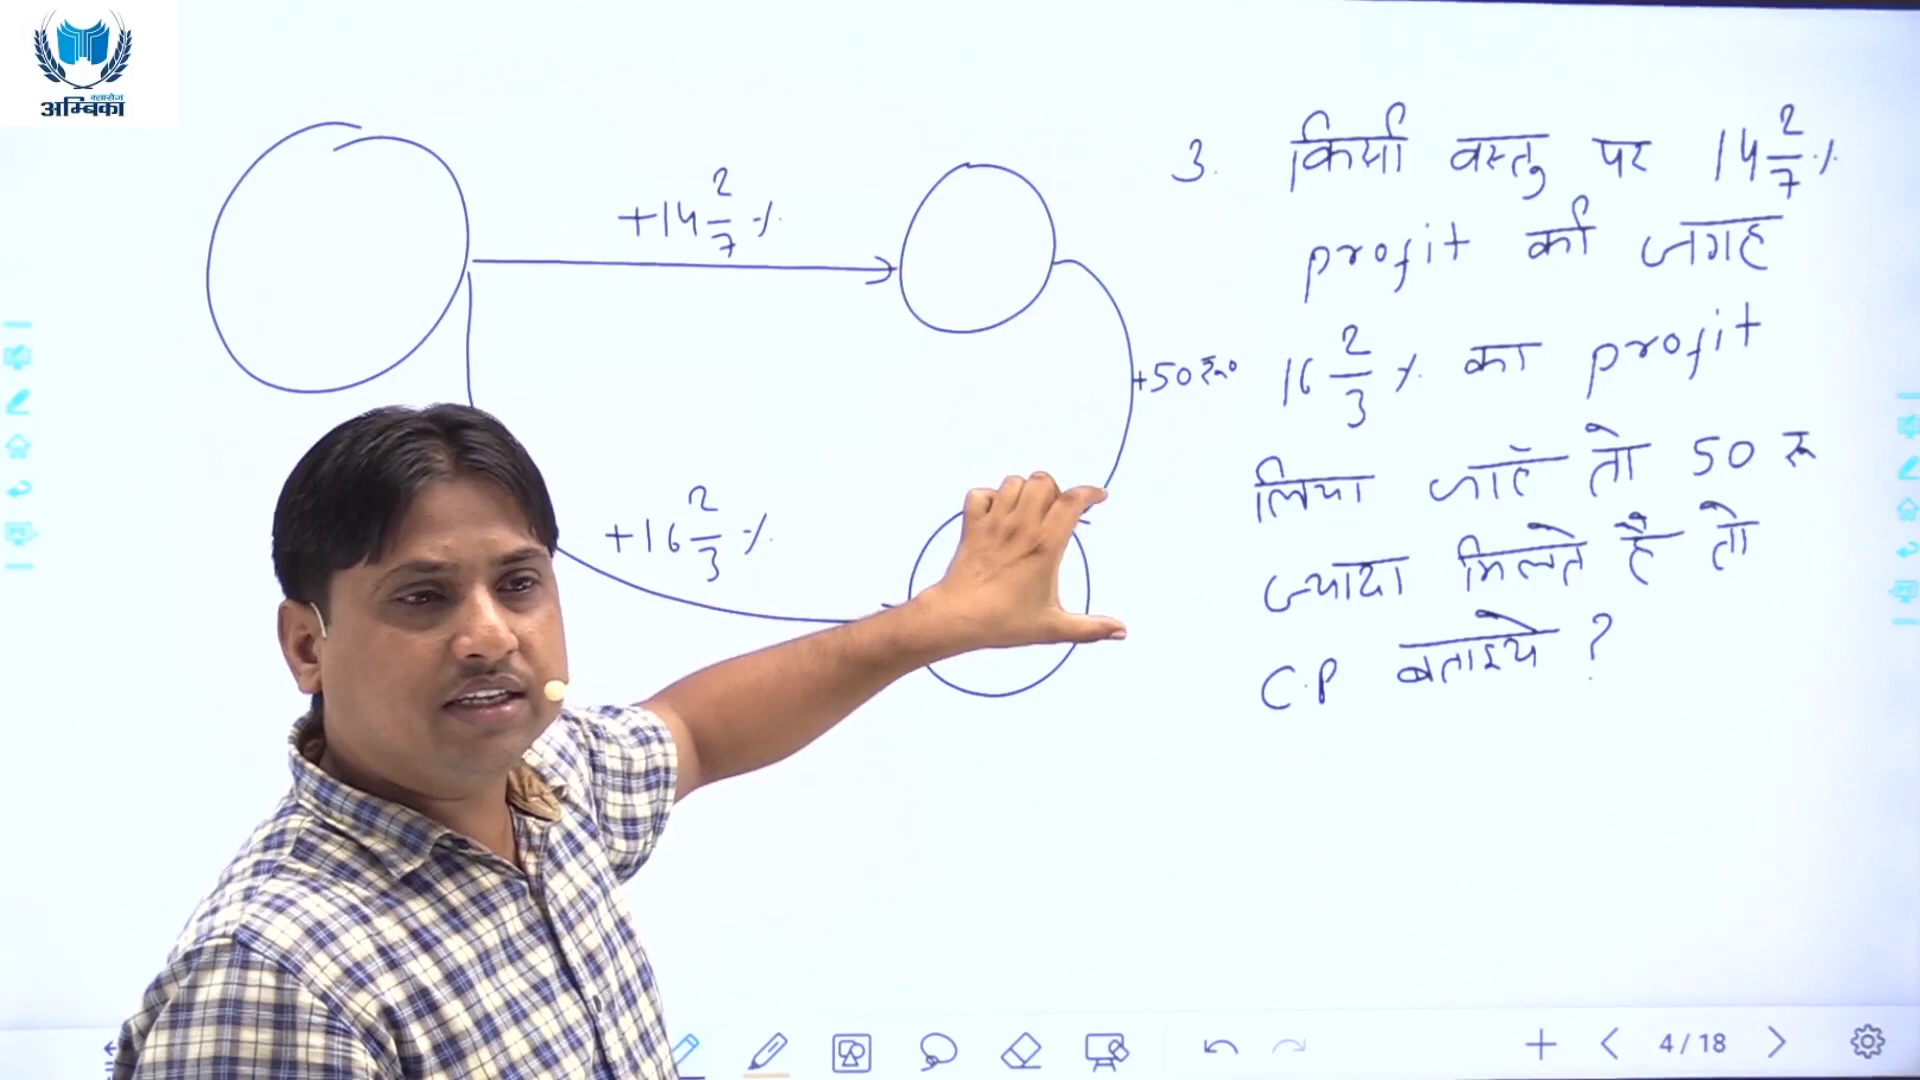 क्लासेज
अम्बिका
+14 2/7 %
+50 रु०
+16 2/3 %
3. किसी वस्तु पर 14 2/7 %
profit की जगह
16 2/3 % का profit
लिया जाएँ तो 50 रू
ज्यादा मिलते है तो
C.P बताइये ?
4/18